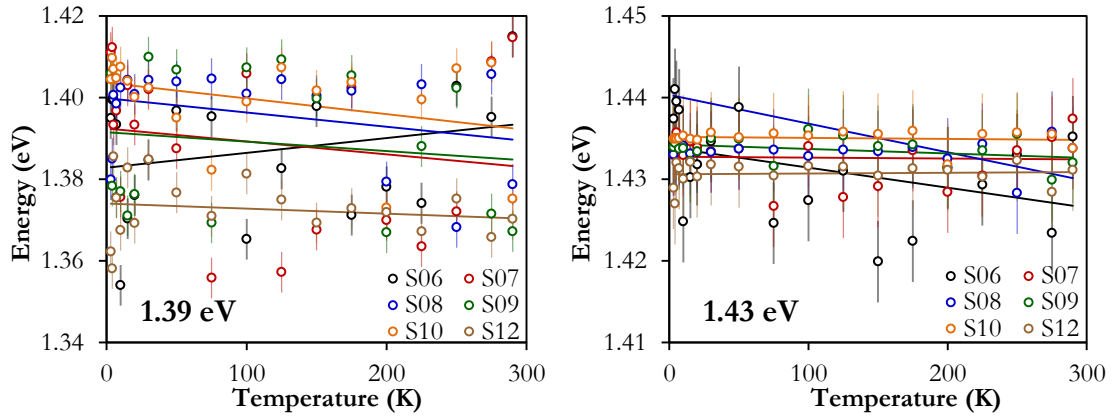 1.42
1.40
1.38
1.36
1.34
Energy (eV)
0
100
200
300
Temperature (K)
1.39 eV
S06 S07
S08 S09
S10 S12
1.45
1.44
1.43
1.42
1.41
Energy (eV)
0
100
200
300
Temperature (K)
1.43 eV
S06 S07
S08 S09
S10 S12